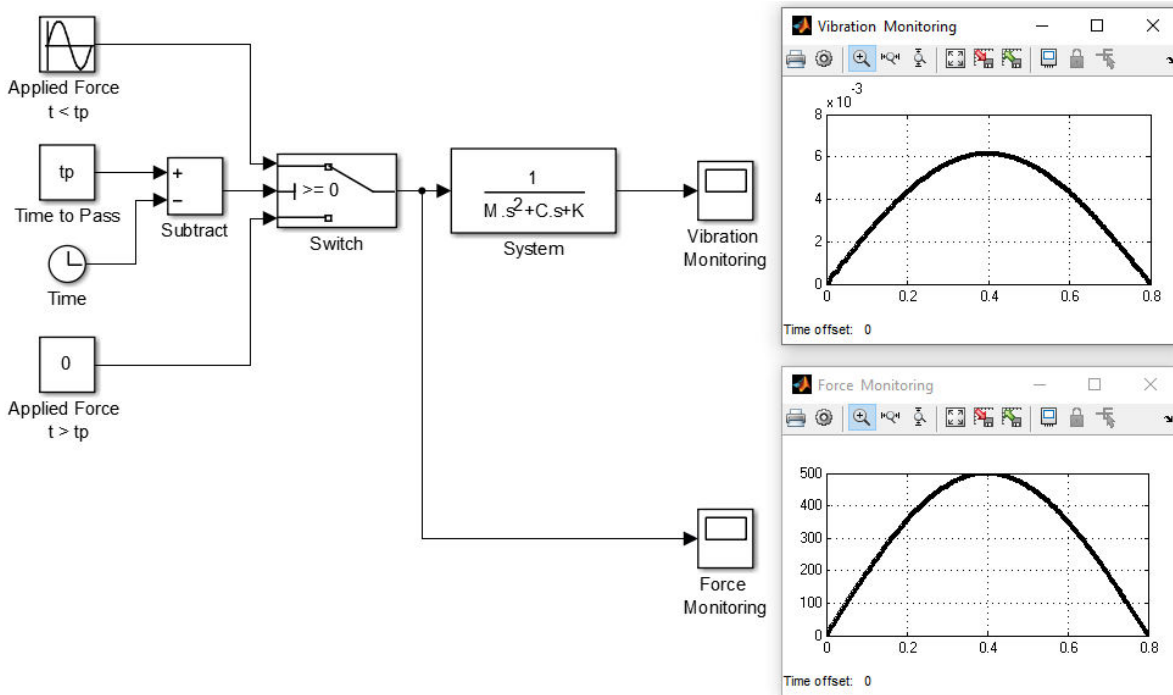 Applied Force
t < tp
tp
Time to Pass
+
−
Subtract
Time
0
Applied Force
t > tp
>= 0
Switch
1
M.s²+C.s+K
System
Vibration
Monitoring
Force
Monitoring
Vibration Monitoring
x 10⁻³
8
6
4
2
0
0 0.2 0.4 0.6 0.8
Time offset: 0
Force Monitoring
500
400
300
200
100
0
0 0.2 0.4 0.6 0.8
Time offset: 0